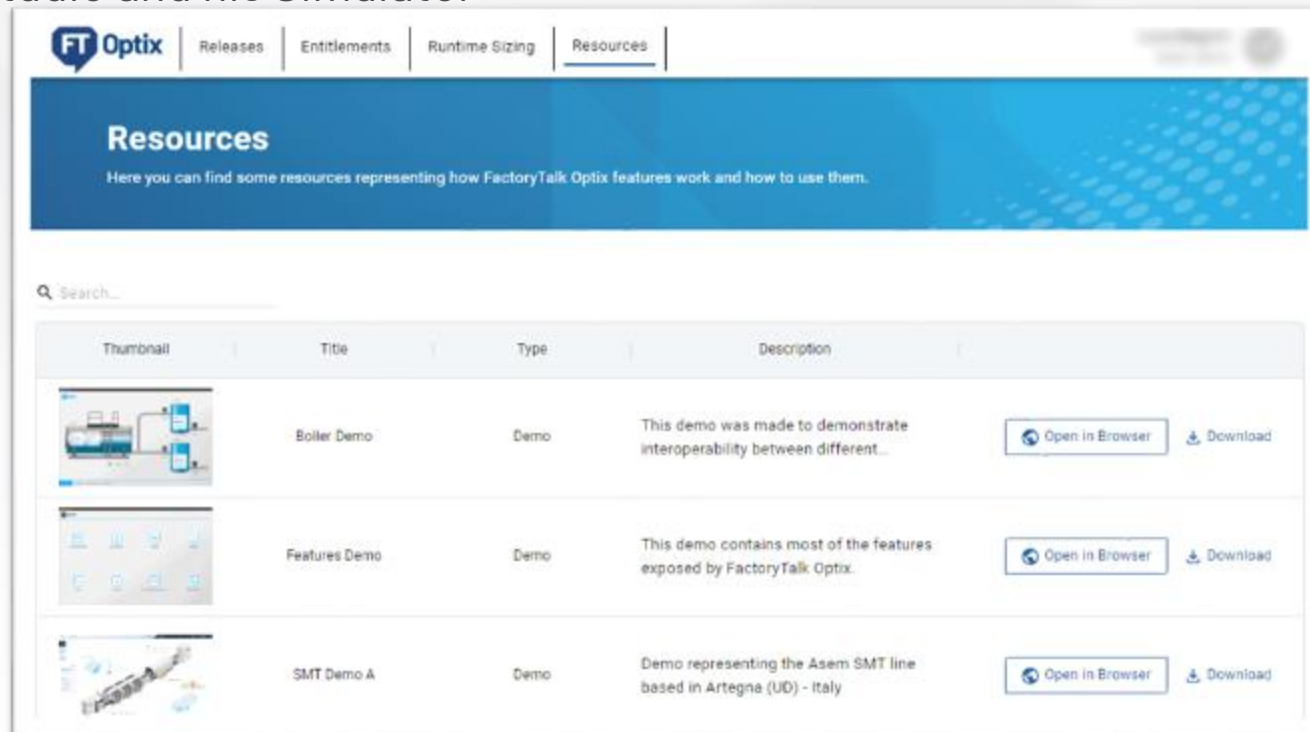 FT Optix Releases Entitlements Runtime Sizing Resources
Resources
Here you can find some resources representing how FactoryTalk Optix features work and how to use them.
Search...
Thumbnail Title Type Description
Boiler Demo Demo This demo was made to demonstrate
interoperability between different...
Open in Browser Download
Features Demo Demo This demo contains most of the features
exposed by FactoryTalk Optix.
Open in Browser Download
SMT Demo A Demo Demo representing the Asem SMT line
based in Artegna (UD) - Italy
Open in Browser Download